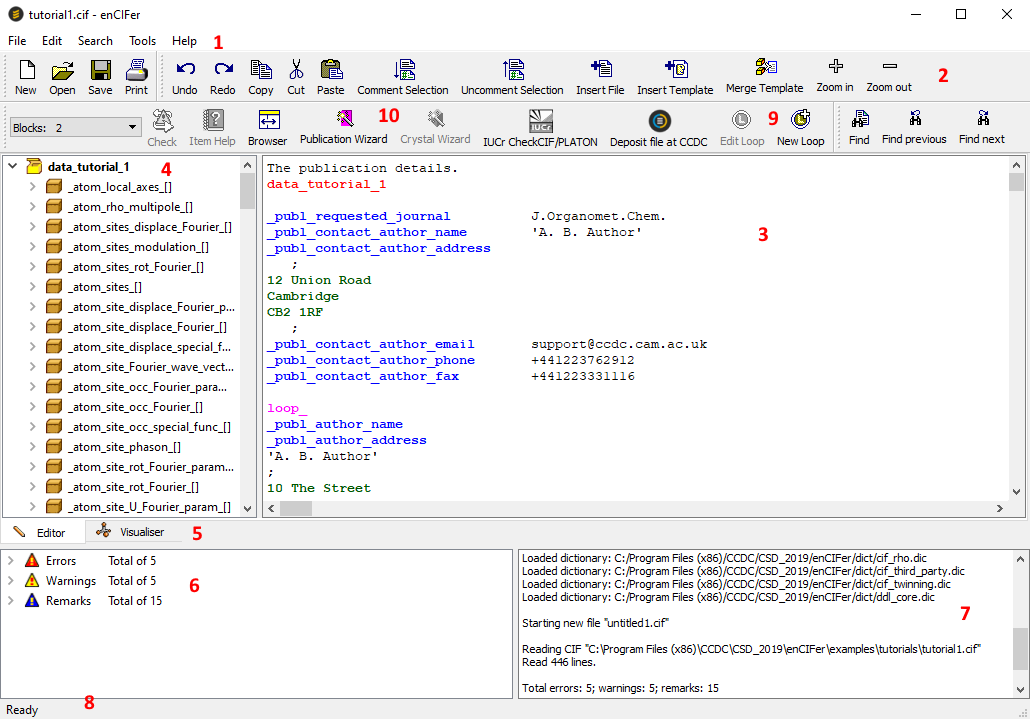 tutorial1.cif - enCIFer
File Edit Search Tools Help 1
New Open Save Print Undo Redo Copy Cut Paste Comment Selection Uncomment Selection Insert File Insert Template Merge Template Zoom in Zoom out 2
Blocks: 2 Check Item Help Browser Publication Wizard 10 Crystal Wizard IUCr IUCr CheckCIF/PLATON Deposit file at CCDC Edit Loop 9 New Loop Find Find previous Find next
data_tutorial_1 4
_atom_local_axes_[]
_atom_rho_multipole_[]
_atom_sites_displace_Fourier_[]
_atom_sites_modulation_[]
_atom_sites_rot_Fourier_[]
_atom_sites_[]
_atom_site_displace_Fourier_p...
_atom_site_displace_Fourier_[]
_atom_site_displace_special_f...
_atom_site_Fourier_wave_vect...
_atom_site_occ_Fourier_para...
_atom_site_occ_Fourier_[]
_atom_site_occ_special_func_[]
_atom_site_phason_[]
_atom_site_rot_Fourier_param...
_atom_site_rot_Fourier_[]
_atom_site_U_Fourier_param_[]
The publication details.
data_tutorial_1
_publ_requested_journal J.Organomet.Chem.
_publ_contact_author_name 'A. B. Author' 3
_publ_contact_author_address
;
12 Union Road
Cambridge
CB2 1RF
;
_publ_contact_author_email support@ccdc.cam.ac.uk
_publ_contact_author_phone +441223762912
_publ_contact_author_fax +441223331116
loop_
_publ_author_name
_publ_author_address
'A. B. Author'
;
10 The Street
Editor Visualiser 5
Errors Total of 5
Warnings Total of 5 6
Remarks Total of 15
Loaded dictionary: C:/Program Files (x86)/CCDC/CSD_2019/enCIFer/dict/cif_rho.dic
Loaded dictionary: C:/Program Files (x86)/CCDC/CSD_2019/enCIFer/dict/cif_third_party.dic
Loaded dictionary: C:/Program Files (x86)/CCDC/CSD_2019/enCIFer/dict/cif_twinning.dic
Loaded dictionary: C:/Program Files (x86)/CCDC/CSD_2019/enCIFer/dict/ddl_core.dic
7
Starting new file "untitled1.cif"
Reading CIF "C:\Program Files (x86)\CCDC\CSD_2019\enCIFer\examples\tutorials\tutorial1.cif"
Read 446 lines.
Total errors: 5; warnings: 5; remarks: 15
Ready 8